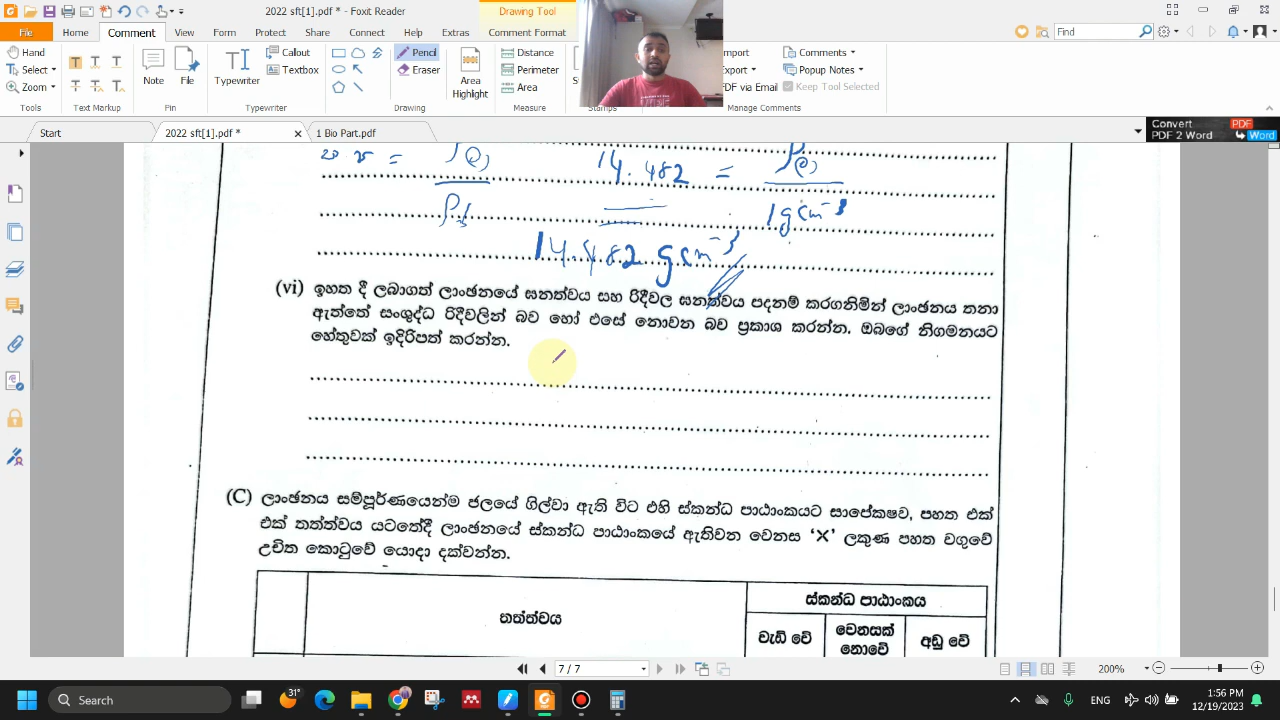 2022 sft[1].pdf * - Foxit Reader
Drawing Tool
File Home Comment View Form Protect Share Connect Help Extras Comment Format Find
Hand
Select
Zoom
Tools
Text Markup
Note
File
Pin
Typewriter
Callout
Textbox
Typewriter
Pencil
Eraser
Drawing
Area Highlight
Distance
Perimeter
Area
Stamps
mport
xport
DF via Email
Comments
Popup Notes
Keep Tool Selected
Manage Comments
Start 2022 sft[1].pdf * 1 Bio Part.pdf
Convert PDF
PDF 2 Word Word
14.482 =
1gcm⁻³
14.482 gcm⁻³
(vi) ඉහත දී ලබාගත් ලාංඡනයේ ඝනත්වය සහ රිදීවල ඝනත්වය පදනම් කරගනිමින් ලාංඡනය තනා
ඇත්තේ සංශුද්ධ රිදීවලින් බව හෝ එසේ නොවන බව ප්‍රකාශ කරන්න. ඔබගේ නිගමනයට
හේතුවක් ඉදිරිපත් කරන්න.
(C) ලාංඡනය සම්පූර්ණයෙන්ම ජලයේ ගිල්වා ඇති විට එහි ස්කන්ධ පාඨාංකයට සාපේක්ෂව, පහත එක්
එක් තත්ත්වය යටතේදී ලාංඡනයේ ස්කන්ධ පාඨාංකයේ ඇතිවන වෙනස ‘X’ ලකුණ පහත වගුවේ
උචිත කොටුවේ යොදා දක්වන්න.
තත්ත්වය
ස්කන්ධ පාඨාංකය
වැඩි වේ
වෙනසක් නොවේ
අඩු වේ
7 / 7
200%
Search
31°
ENG
1:56 PM
12/19/2023